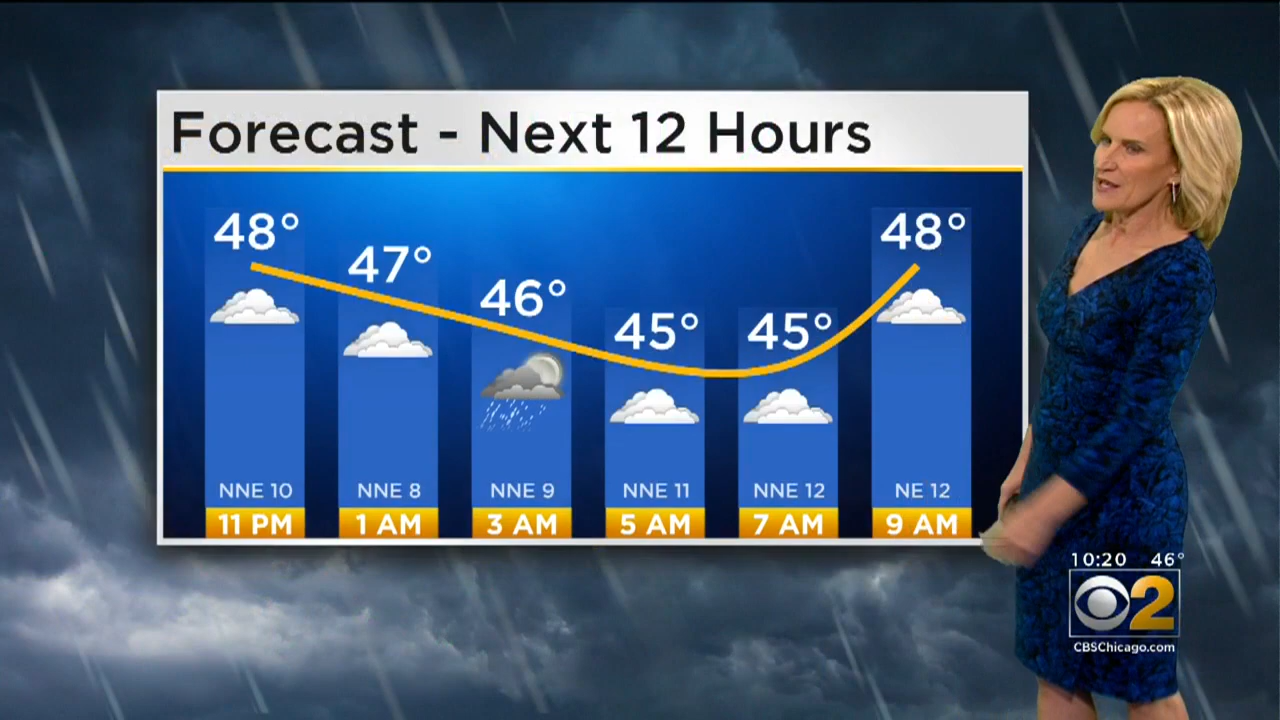 Forecast - Next 12 Hours
48° 47° 46° 45° 45° 48°
NNE 10 NNE 8 NNE 9 NNE 11 NNE 12 NE 12
11 PM 1 AM 3 AM 5 AM 7 AM 9 AM
10:20 46°
2
CBSChicago.com